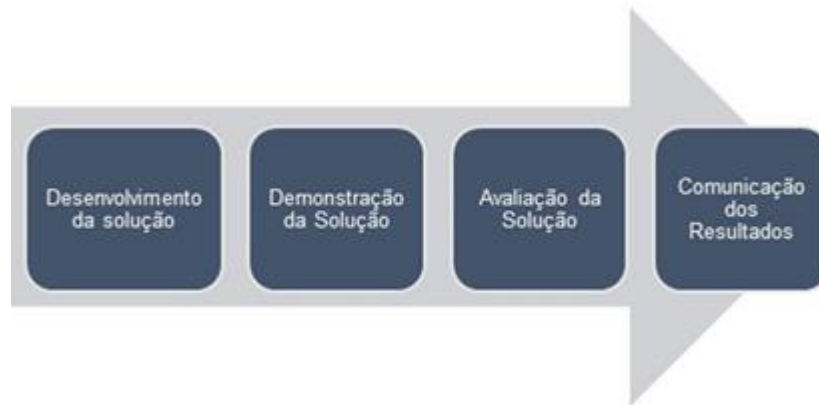 Desenvolvimento
da solução
Demonstração
da Solução
Avaliação da
Solução
Comunicação
dos
Resultados